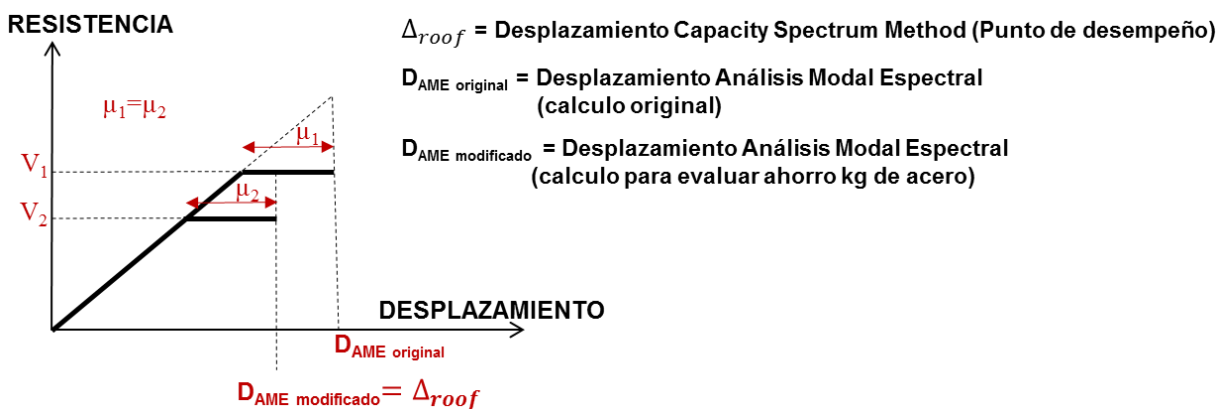 RESISTENCIA
Δroof = Desplazamiento Capacity Spectrum Method (Punto de desempeño)
DAME original = Desplazamiento Análisis Modal Espectral
(calculo original)
DAME modificado = Desplazamiento Análisis Modal Espectral
(calculo para evaluar ahorro kg de acero)
μ1=μ2
μ1
V1
μ2
V2
DESPLAZAMIENTO
DAME original
DAME modificado = Δroof